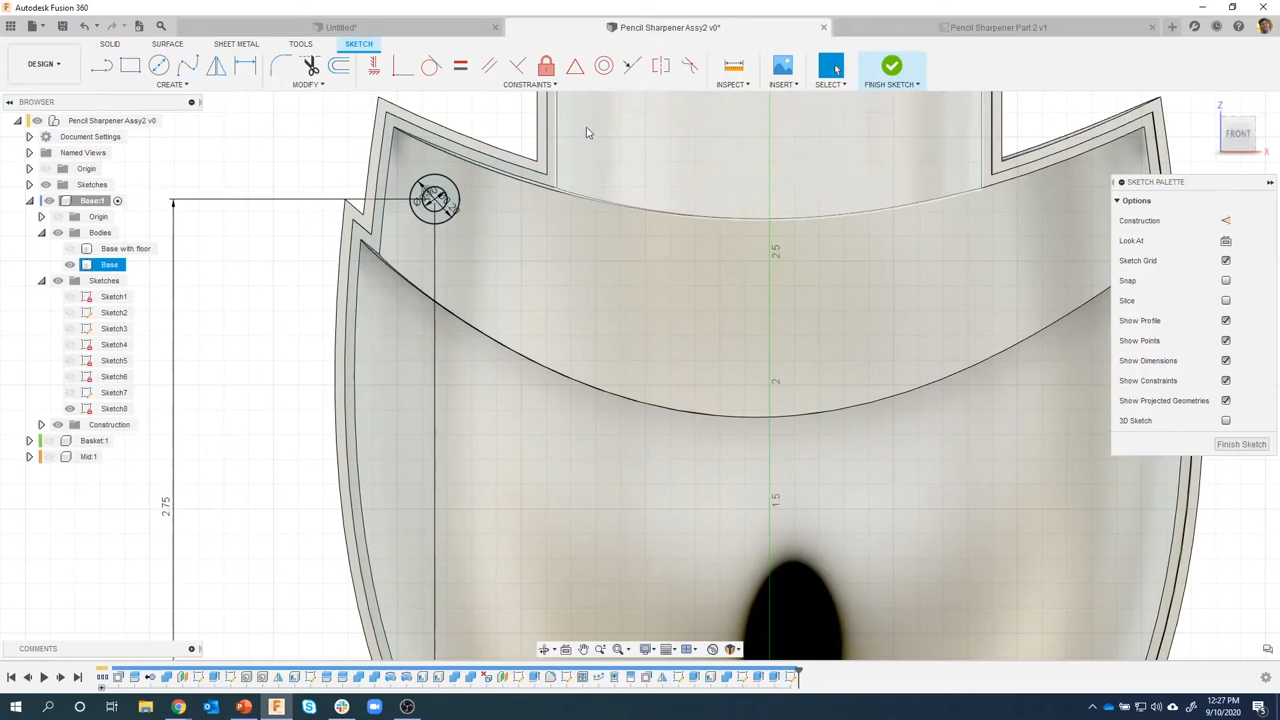 Autodesk Fusion 360
Untitled*
Pencil Sharpener Assy2 v0*
Pencil Sharpener Part 2 v1
SOLID
SURFACE
SHEET METAL
TOOLS
SKETCH
DESIGN
CREATE
MODIFY
CONSTRAINTS
INSPECT
INSERT
SELECT
FINISH SKETCH
BROWSER
Pencil Sharpener Assy2 v0
Document Settings
Named Views
Origin
Sketches
Base:1
Origin
Bodies
Base with floor
Base
Sketches
Sketch1
Sketch2
Sketch3
Sketch4
Sketch5
Sketch6
Sketch7
Sketch8
Construction
Basket:1
Mid:1
2.75
2.5
2
1.5
Z
FRONT
X
SKETCH PALETTE
Options
Construction
Look At
Sketch Grid
Snap
Slice
Show Profile
Show Points
Show Dimensions
Show Constraints
Show Projected Geometries
3D Sketch
Finish Sketch
COMMENTS
12:27 PM
9/10/2020